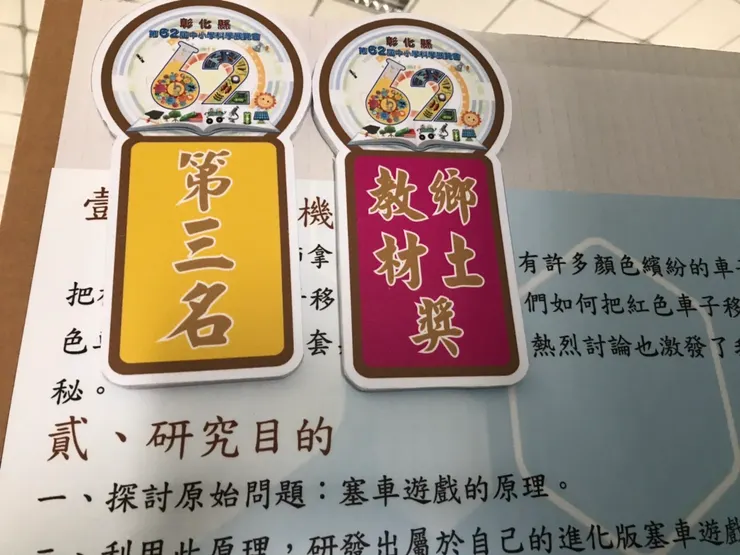 彰化縣
第62屆中小學科學展覽會
第三名
彰化縣
第62屆中小學科學展覽會
鄉土
教材
獎
壹 機
拿 有許多顏色繽紛的車
把 移 們如何把紅色車子移
色 套 熱烈討論也激發了
秘。
貳、研究目的
一、探討原始問題：塞車遊戲的原理。
二、利用此原理，研發出屬於自己的進化版塞車遊戲